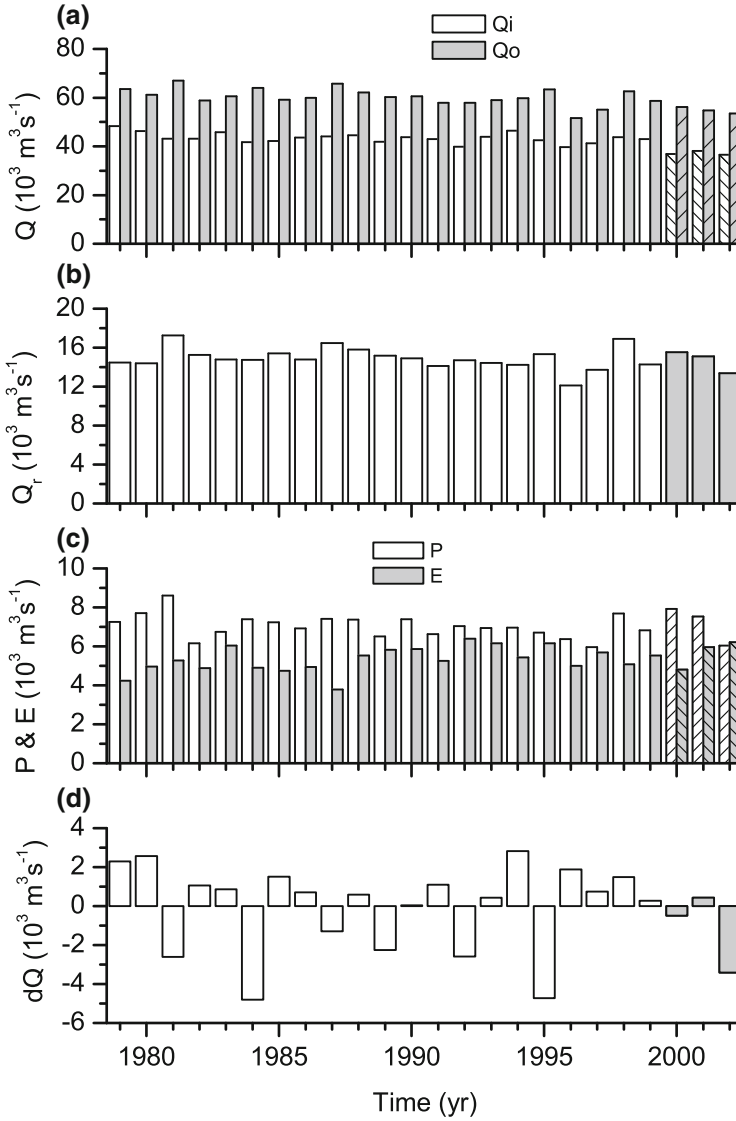 (a)
Qi
Qo
80
60
40
20
0
Q (10³ m³s⁻¹)
(b)
20
16
12
8
4
0
Qᵣ (10³ m³s⁻¹)
(c)
P
E
10
8
6
4
2
0
P & E (10³ m³s⁻¹)
(d)
4
2
0
-2
-4
-6
dQ (10³ m³s⁻¹)
1980 1985 1990 1995 2000
Time (yr)